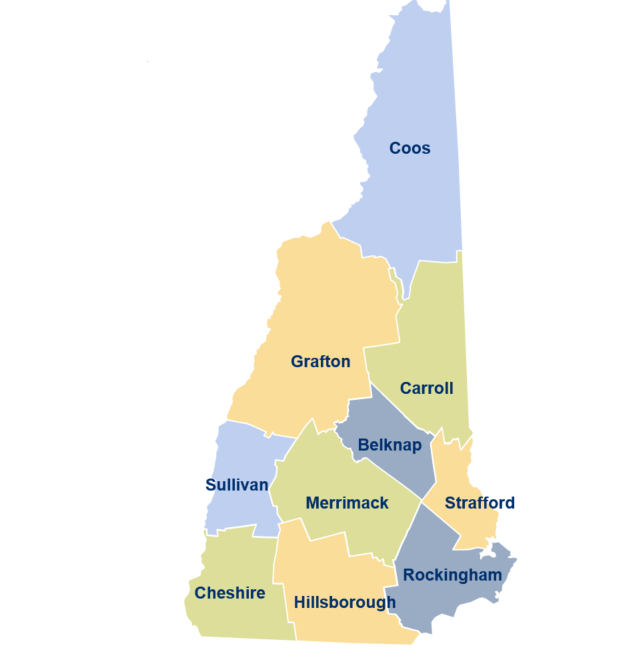 Coos
Grafton
Carroll
Belknap
Sullivan
Merrimack
Strafford
Rockingham
Cheshire
Hillsborough